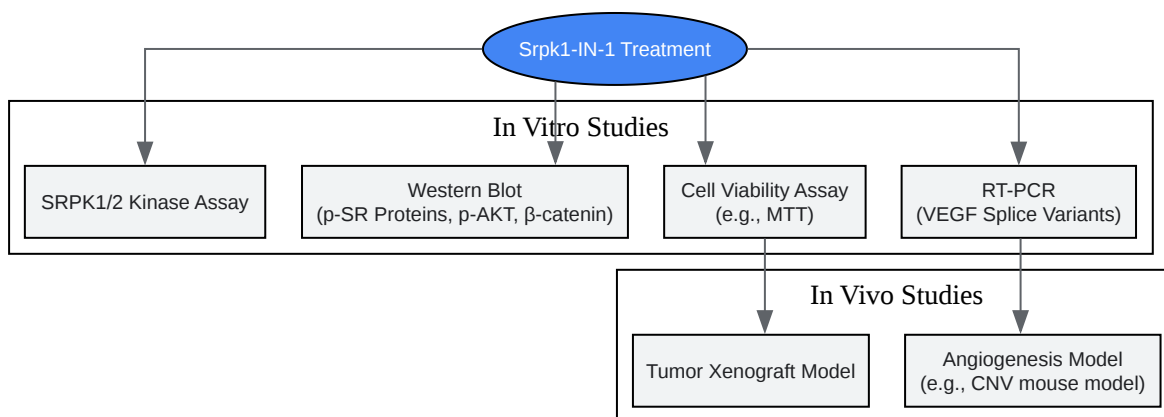 Srpk1-IN-1 Treatment
In Vitro Studies
SRPK1/2 Kinase Assay
Western Blot
(p-SR Proteins, p-AKT, β-catenin)
Cell Viability Assay
(e.g., MTT)
RT-PCR
(VEGF Splice Variants)
In Vivo Studies
Tumor Xenograft Model
Angiogenesis Model
(e.g., CNV mouse model)